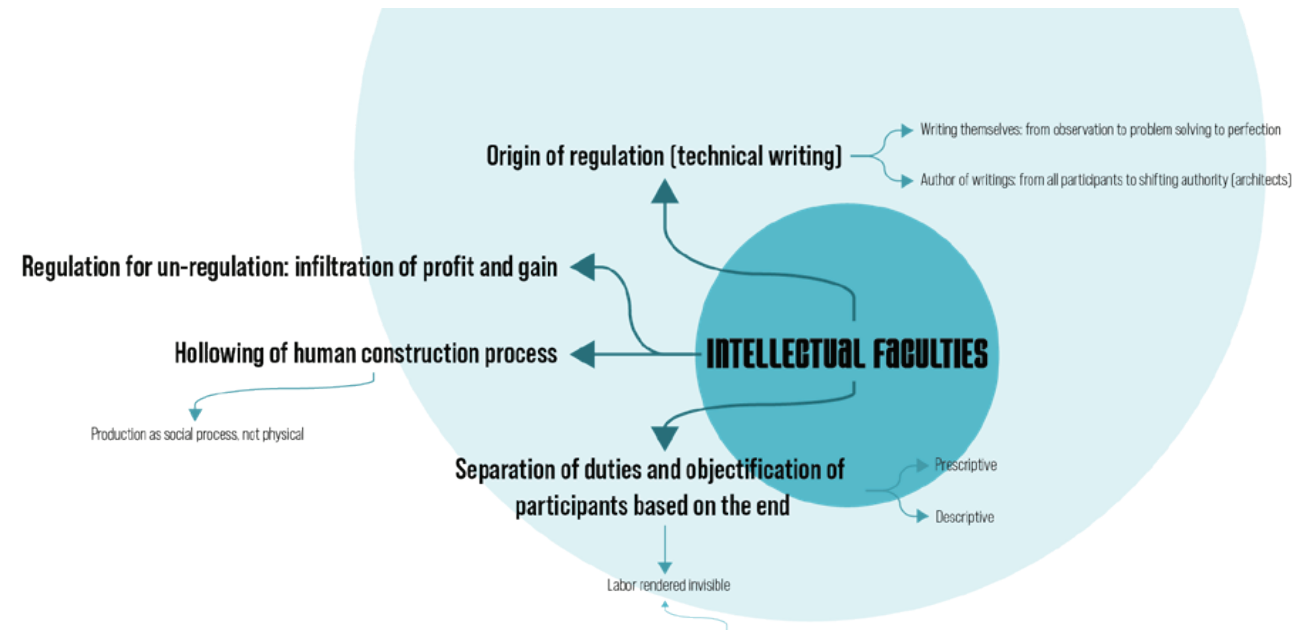 Writing themselves: from observation to problem solving to perfection
Origin of regulation (technical writing)
Author of writings: from all participants to shifting authority (architects)
Regulation for un-regulation: infiltration of profit and gain
Hollowing of human construction process
INTELLECTUAL FACULTIES
Production as social process, not physical
Separation of duties and objectification of
participants based on the end
Prescriptive
Descriptive
Labor rendered invisible